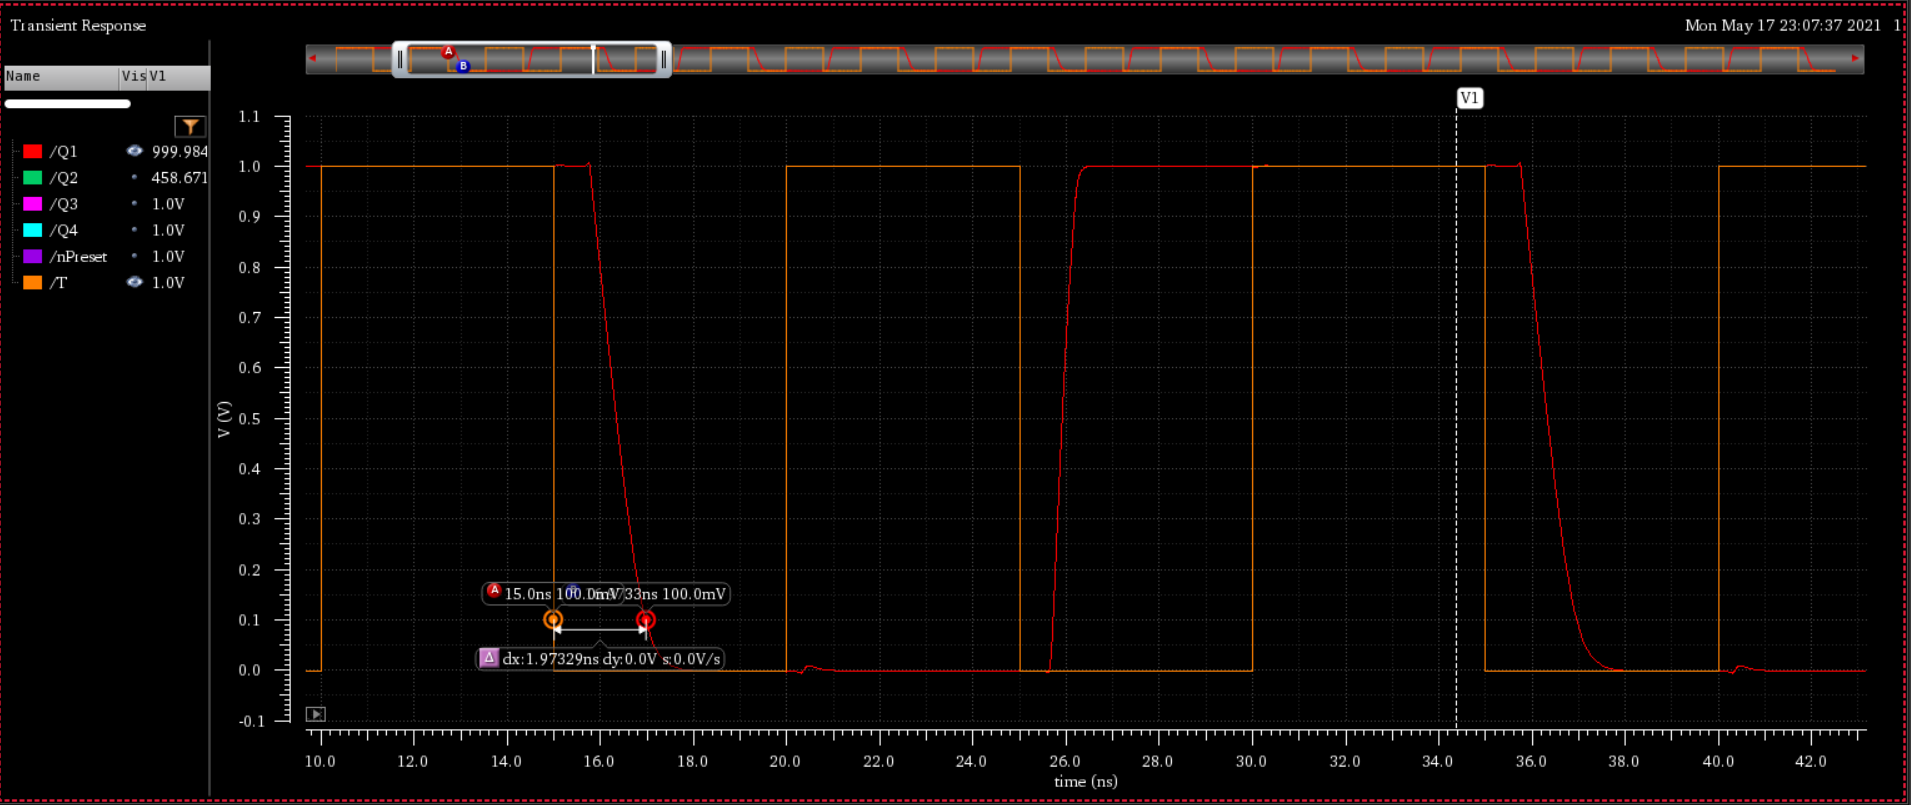 Transient Response
Mon May 17 23:07:37 2021 1
Name Vis V1
/Q1 999.984
/Q2 458.671
/Q3 1.0V
/Q4 1.0V
/nPreset 1.0V
/T 1.0V
A
B
V1
1.1
1.0
0.9
0.8
0.7
0.6
0.5
0.4
0.3
0.2
0.1
0.0
-0.1
V (V)
A 15.0ns 100.0mV
33ns 100.0mV
Δ dx:1.97329ns dy:0.0V s:0.0V/s
10.0 12.0 14.0 16.0 18.0 20.0 22.0 24.0 26.0 28.0 30.0 32.0 34.0 36.0 38.0 40.0 42.0
time (ns)